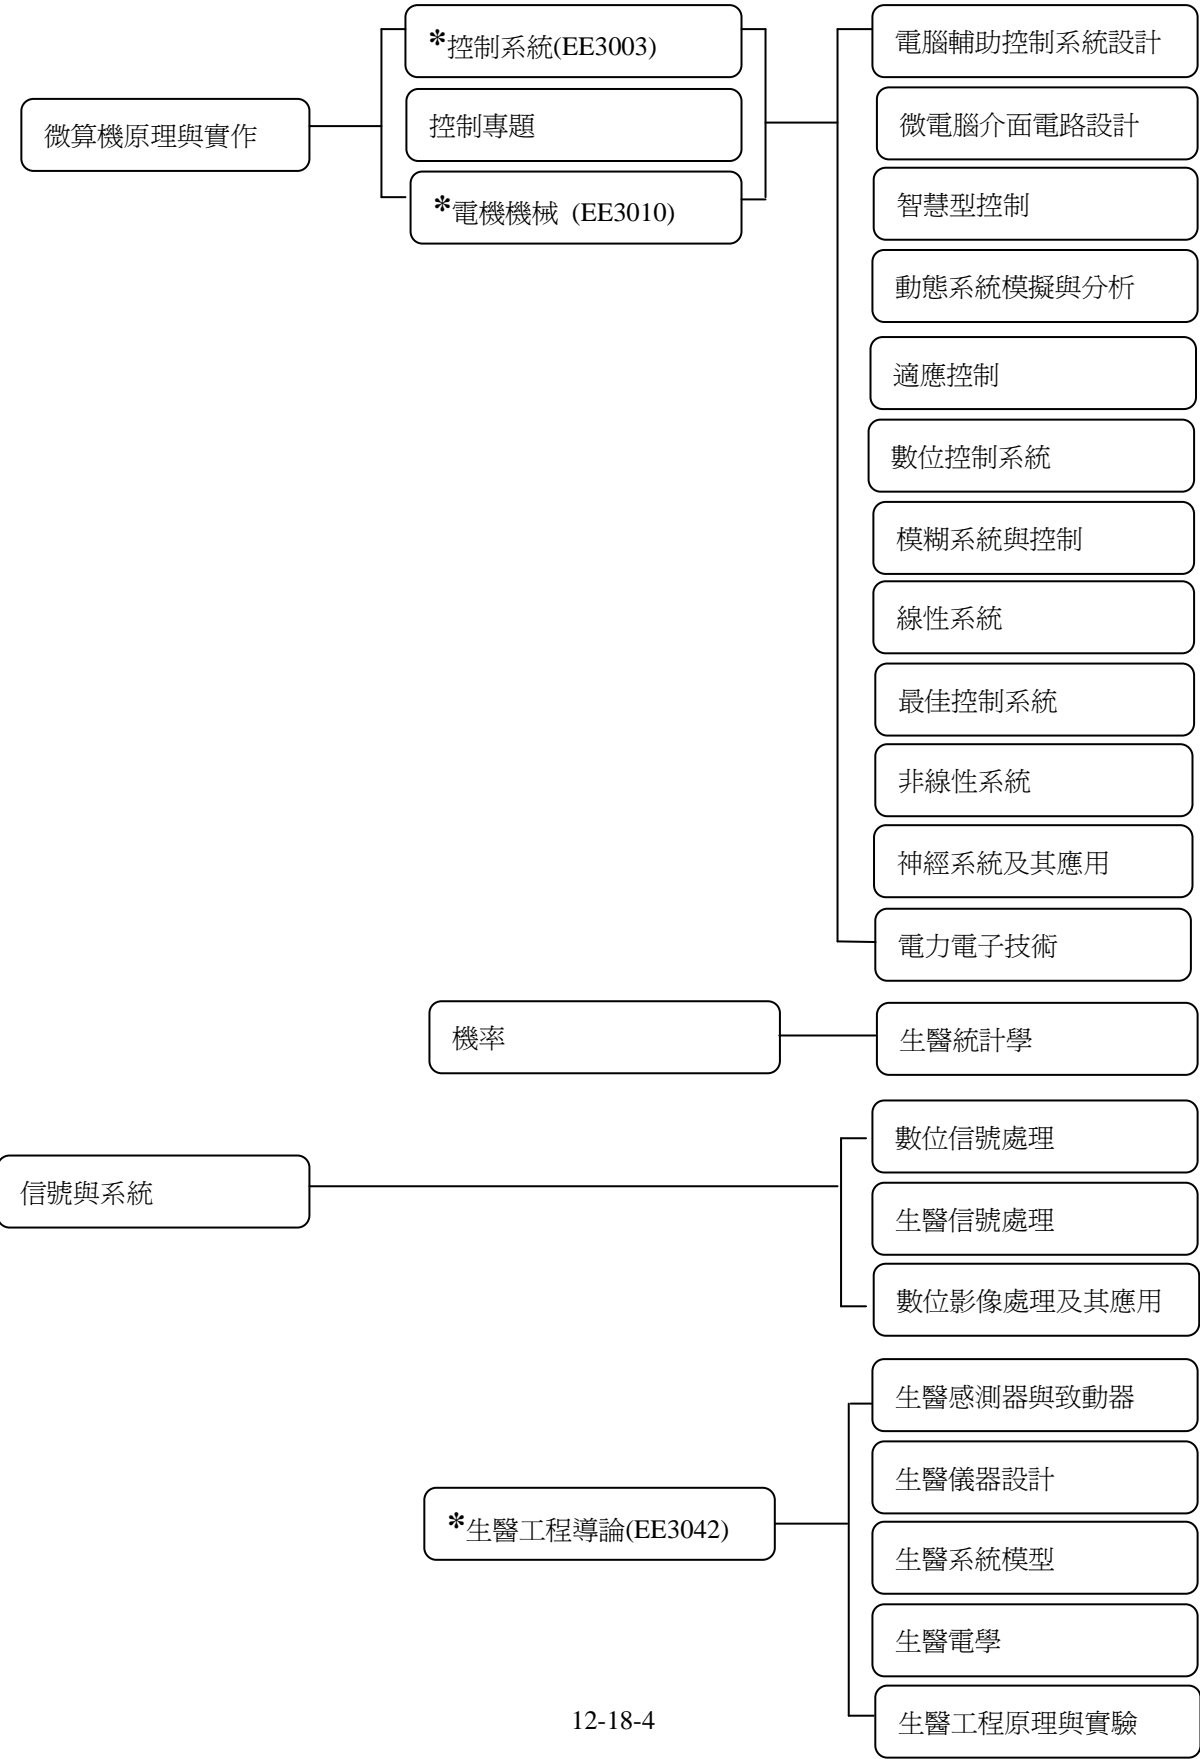 *控制系統(EE3003)
電腦輔助控制系統設計
微算機原理與實作
控制專題
微電腦介面電路設計
*電機機械 (EE3010)
智慧型控制
動態系統模擬與分析
適應控制
數位控制系統
模糊系統與控制
線性系統
最佳控制系統
非線性系統
神經系統及其應用
電力電子技術
機率
生醫統計學
數位信號處理
信號與系統
生醫信號處理
數位影像處理及其應用
生醫感測器與致動器
生醫儀器設計
*生醫工程導論(EE3042)
生醫系統模型
生醫電學
生醫工程原理與實驗
12-18-4